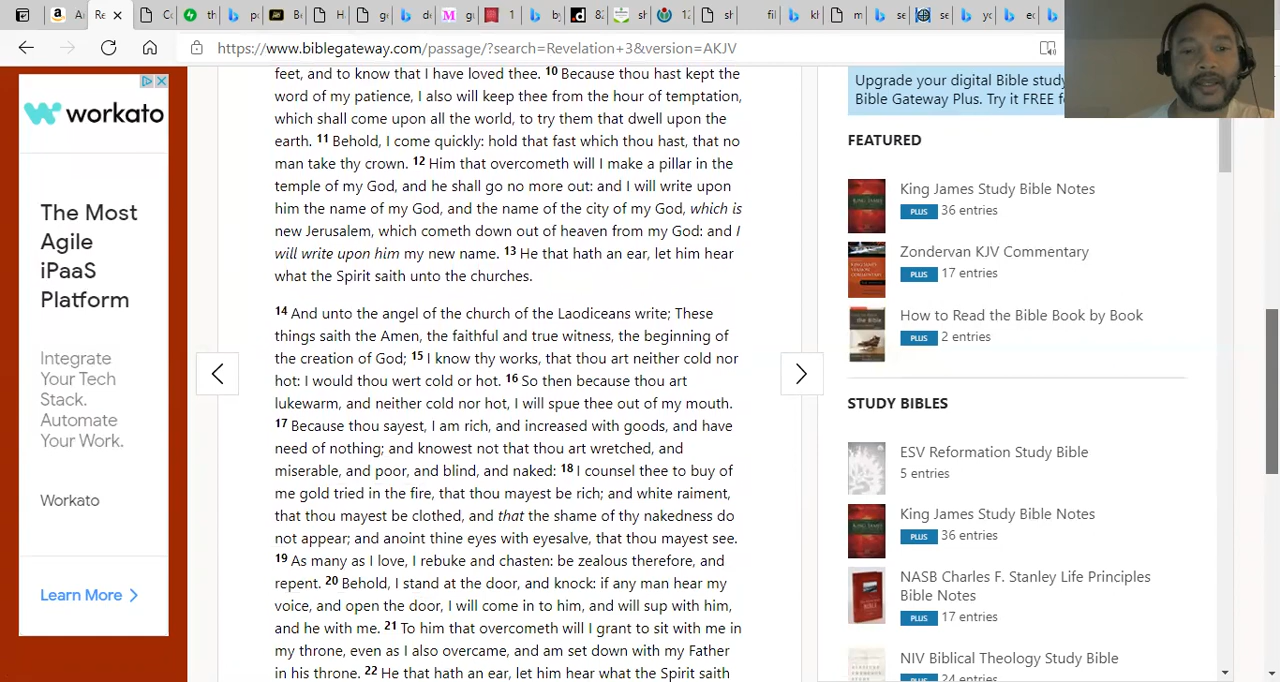 Re
Co
th
po
Be
H
go
de
gu
1
by
82
sh
12
sh
fil
kh
m
se
se
yo
ec
https://www.biblegateway.com/passage/?search=Revelation+3&version=AKJV
feet, and to know that I have loved thee. 10 Because thou hast kept the
word of my patience, I also will keep thee from the hour of temptation,
which shall come upon all the world, to try them that dwell upon the
earth. 11 Behold, I come quickly: hold that fast which thou hast, that no
man take thy crown. 12 Him that overcometh will I make a pillar in the
temple of my God, and he shall go no more out: and I will write upon
him the name of my God, and the name of the city of my God, which is
new Jerusalem, which cometh down out of heaven from my God: and I
will write upon him my new name. 13 He that hath an ear, let him hear
what the Spirit saith unto the churches.
14 And unto the angel of the church of the Laodiceans write; These
things saith the Amen, the faithful and true witness, the beginning of
the creation of God; 15 I know thy works, that thou art neither cold nor
hot: I would thou wert cold or hot. 16 So then because thou art
lukewarm, and neither cold nor hot, I will spue thee out of my mouth.
17 Because thou sayest, I am rich, and increased with goods, and have
need of nothing; and knowest not that thou art wretched, and
miserable, and poor, and blind, and naked: 18 I counsel thee to buy of
me gold tried in the fire, that thou mayest be rich; and white raiment,
that thou mayest be clothed, and that the shame of thy nakedness do
not appear; and anoint thine eyes with eyesalve, that thou mayest see.
19 As many as I love, I rebuke and chasten: be zealous therefore, and
repent. 20 Behold, I stand at the door, and knock: if any man hear my
voice, and open the door, I will come in to him, and will sup with him,
and he with me. 21 To him that overcometh will I grant to sit with me in
my throne, even as I also overcame, and am set down with my Father
in his throne. 22 He that hath an ear, let him hear what the Spirit saith
workato
The Most
Agile
iPaaS
Platform
Integrate
Your Tech
Stack.
Automate
Your Work.
Workato
Learn More
Upgrade your digital Bible study
Bible Gateway Plus. Try it FREE f
FEATURED
King James Study Bible Notes
PLUS 36 entries
Zondervan KJV Commentary
PLUS 17 entries
How to Read the Bible Book by Book
PLUS 2 entries
STUDY BIBLES
ESV Reformation Study Bible
5 entries
King James Study Bible Notes
PLUS 36 entries
NASB Charles F. Stanley Life Principles
Bible Notes
PLUS 17 entries
NIV Biblical Theology Study Bible
PLUS 24 entries